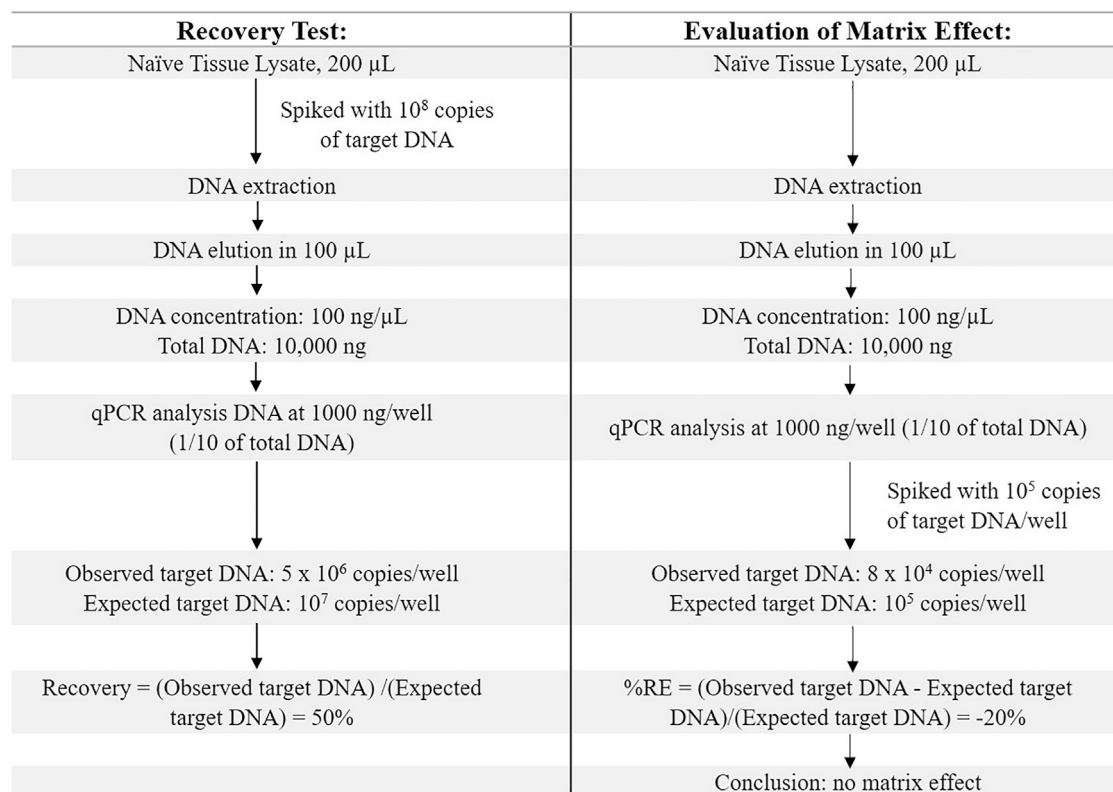 Recovery Test:
Naïve Tissue Lysate, 200 µL
Spiked with 10⁸ copies
of target DNA
DNA extraction
DNA elution in 100 µL
DNA concentration: 100 ng/µL
Total DNA: 10,000 ng
qPCR analysis DNA at 1000 ng/well
(1/10 of total DNA)
Observed target DNA: 5 x 10⁶ copies/well
Expected target DNA: 10⁷ copies/well
Recovery = (Observed target DNA) /(Expected
target DNA) = 50%
Evaluation of Matrix Effect:
Naïve Tissue Lysate, 200 µL
DNA extraction
DNA elution in 100 µL
DNA concentration: 100 ng/µL
Total DNA: 10,000 ng
qPCR analysis at 1000 ng/well (1/10 of total DNA)
Spiked with 10⁵ copies
of target DNA/well
Observed target DNA: 8 x 10⁴ copies/well
Expected target DNA: 10⁵ copies/well
%RE = (Observed target DNA - Expected target
DNA)/(Expected target DNA) = -20%
Conclusion: no matrix effect